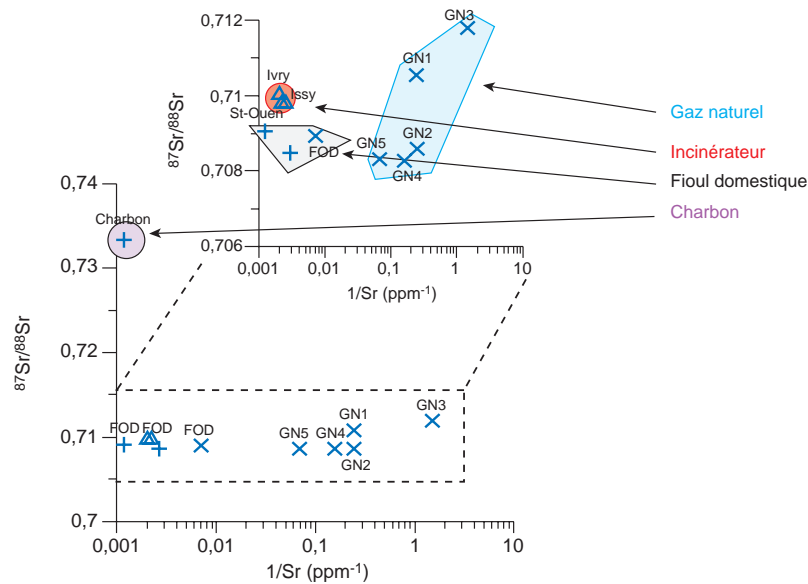 0,712
GN3
GN1
Ivry
0,71
Issy
St-Ouen
GN2
GN5
0,708
FOD
GN4
0,706
0,001
0,01
0,1
1
10
1/Sr (ppm⁻¹)
⁸⁷Sr/⁸⁸Sr
Gaz naturel
Incinérateur
Fioul domestique
Charbon
0,74
Charbon
0,73
0,72
0,71
0,7
⁸⁷Sr/⁸⁸Sr
FOD
FOD
FOD
GN5
GN4
GN1
GN2
GN3
0,001
0,01
0,1
1
10
1/Sr (ppm⁻¹)